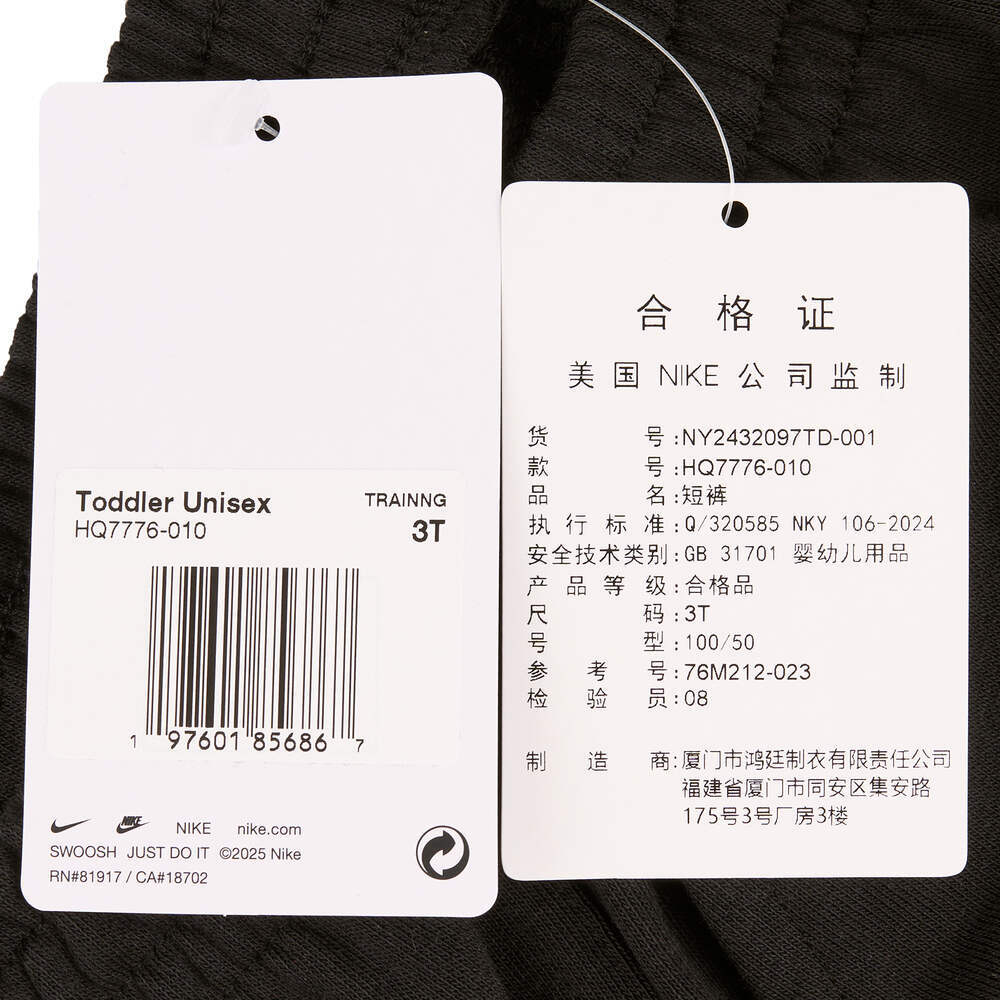 Toddler Unisex
TRAINNG
HQ7776-010
3T
1 97601 85686 7
NIKE
NIKE nike.com
SWOOSH JUST DO IT ©2025 Nike
RN#81917 / CA#18702
合格证
美国 NIKE 公司监制
货号:NY2432097TD-001
款号:HQ7776-010
品名:短裤
执行标准:Q/320585 NKY 106-2024
安全技术类别:GB 31701 婴幼儿用品
产品等级:合格品
尺码:3T
号型:100/50
参考号:76M212-023
检验员:08
制造商:厦门市鸿廷制衣有限责任公司
福建省厦门市同安区集安路
175号3号厂房3楼